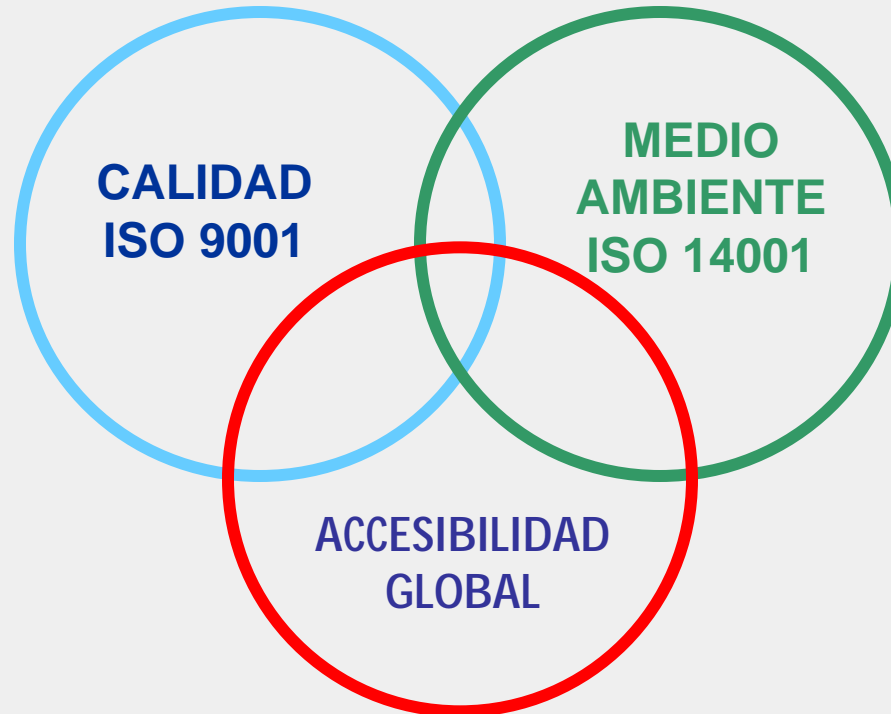 CALIDAD
ISO 9001
MEDIO
AMBIENTE
ISO 14001
ACCESIBILIDAD
GLOBAL